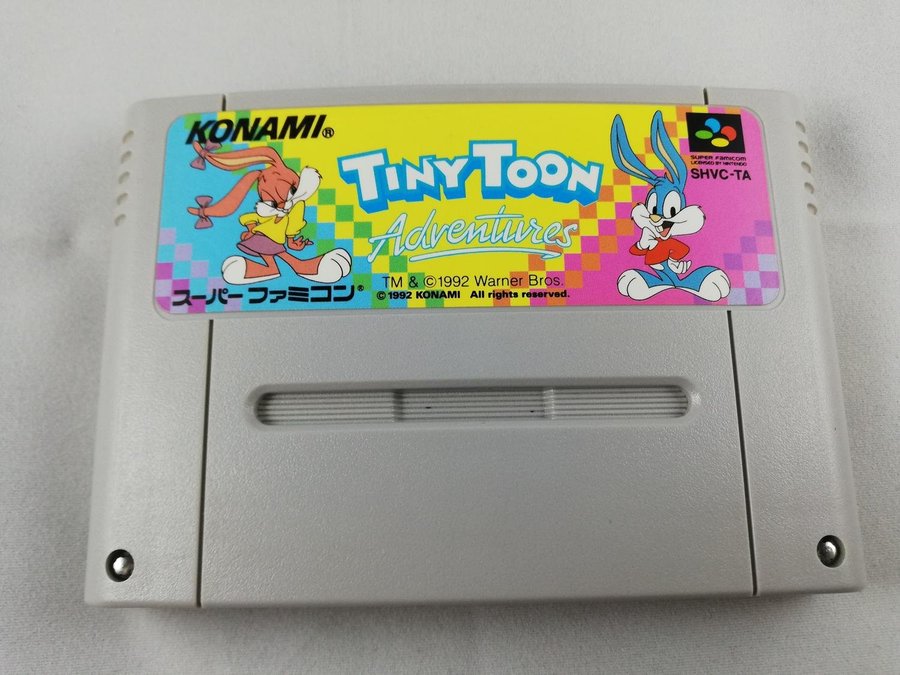 KONAMI®
TINY TOON
Adventures
SUPER FAMICOM
LICENSED BY NINTENDO
SHVC-TA
スーパーファミコン®
TM & ©1992 Warner Bros.
©1992 KONAMI All rights reserved.